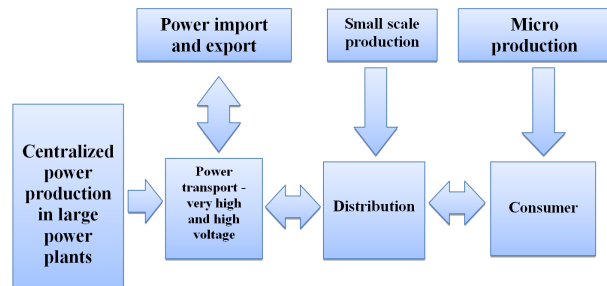 Power import
and export
Small scale
production
Micro
production
Centralized
power
production
in large
power
plants
Power
transport -
very high
and high
voltage
Distribution
Consumer